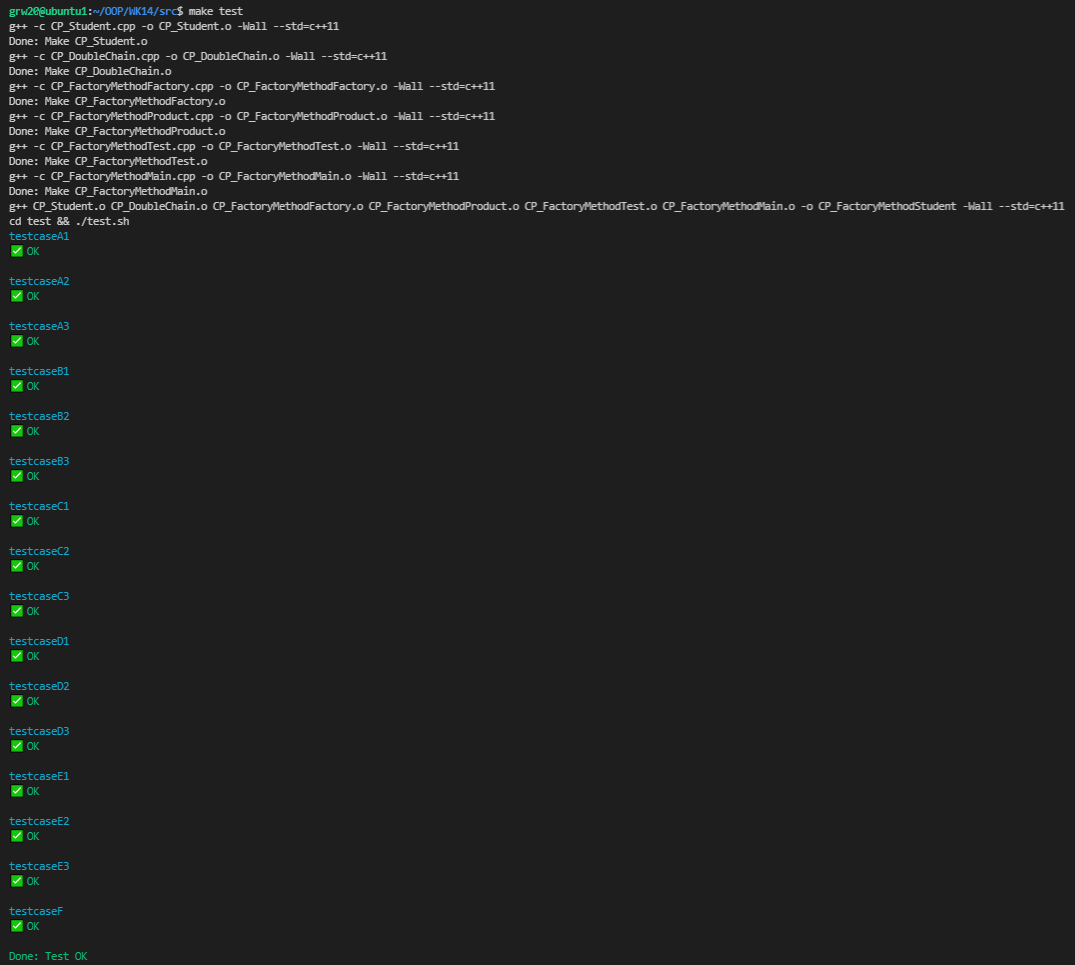 grw20@ubuntu1:~/OOP/WK14/src$ make test
g++ -c CP_Student.cpp -o CP_Student.o -Wall --std=c++11
Done: Make CP_Student.o
g++ -c CP_DoubleChain.cpp -o CP_DoubleChain.o -Wall --std=c++11
Done: Make CP_DoubleChain.o
g++ -c CP_FactoryMethodFactory.cpp -o CP_FactoryMethodFactory.o -Wall --std=c++11
Done: Make CP_FactoryMethodFactory.o
g++ -c CP_FactoryMethodProduct.cpp -o CP_FactoryMethodProduct.o -Wall --std=c++11
Done: Make CP_FactoryMethodProduct.o
g++ -c CP_FactoryMethodTest.cpp -o CP_FactoryMethodTest.o -Wall --std=c++11
Done: Make CP_FactoryMethodTest.o
g++ -c CP_FactoryMethodMain.cpp -o CP_FactoryMethodMain.o -Wall --std=c++11
Done: Make CP_FactoryMethodMain.o
g++ CP_Student.o CP_DoubleChain.o CP_FactoryMethodFactory.o CP_FactoryMethodProduct.o CP_FactoryMethodTest.o CP_FactoryMethodMain.o -o CP_FactoryMethodStudent -Wall --std=c++11
cd test && ./test.sh
testcaseA1
✅ OK
testcaseA2
✅ OK
testcaseA3
✅ OK
testcaseB1
✅ OK
testcaseB2
✅ OK
testcaseB3
✅ OK
testcaseC1
✅ OK
testcaseC2
✅ OK
testcaseC3
✅ OK
testcaseD1
✅ OK
testcaseD2
✅ OK
testcaseD3
✅ OK
testcaseE1
✅ OK
testcaseE2
✅ OK
testcaseE3
✅ OK
testcaseF
✅ OK
Done: Test OK